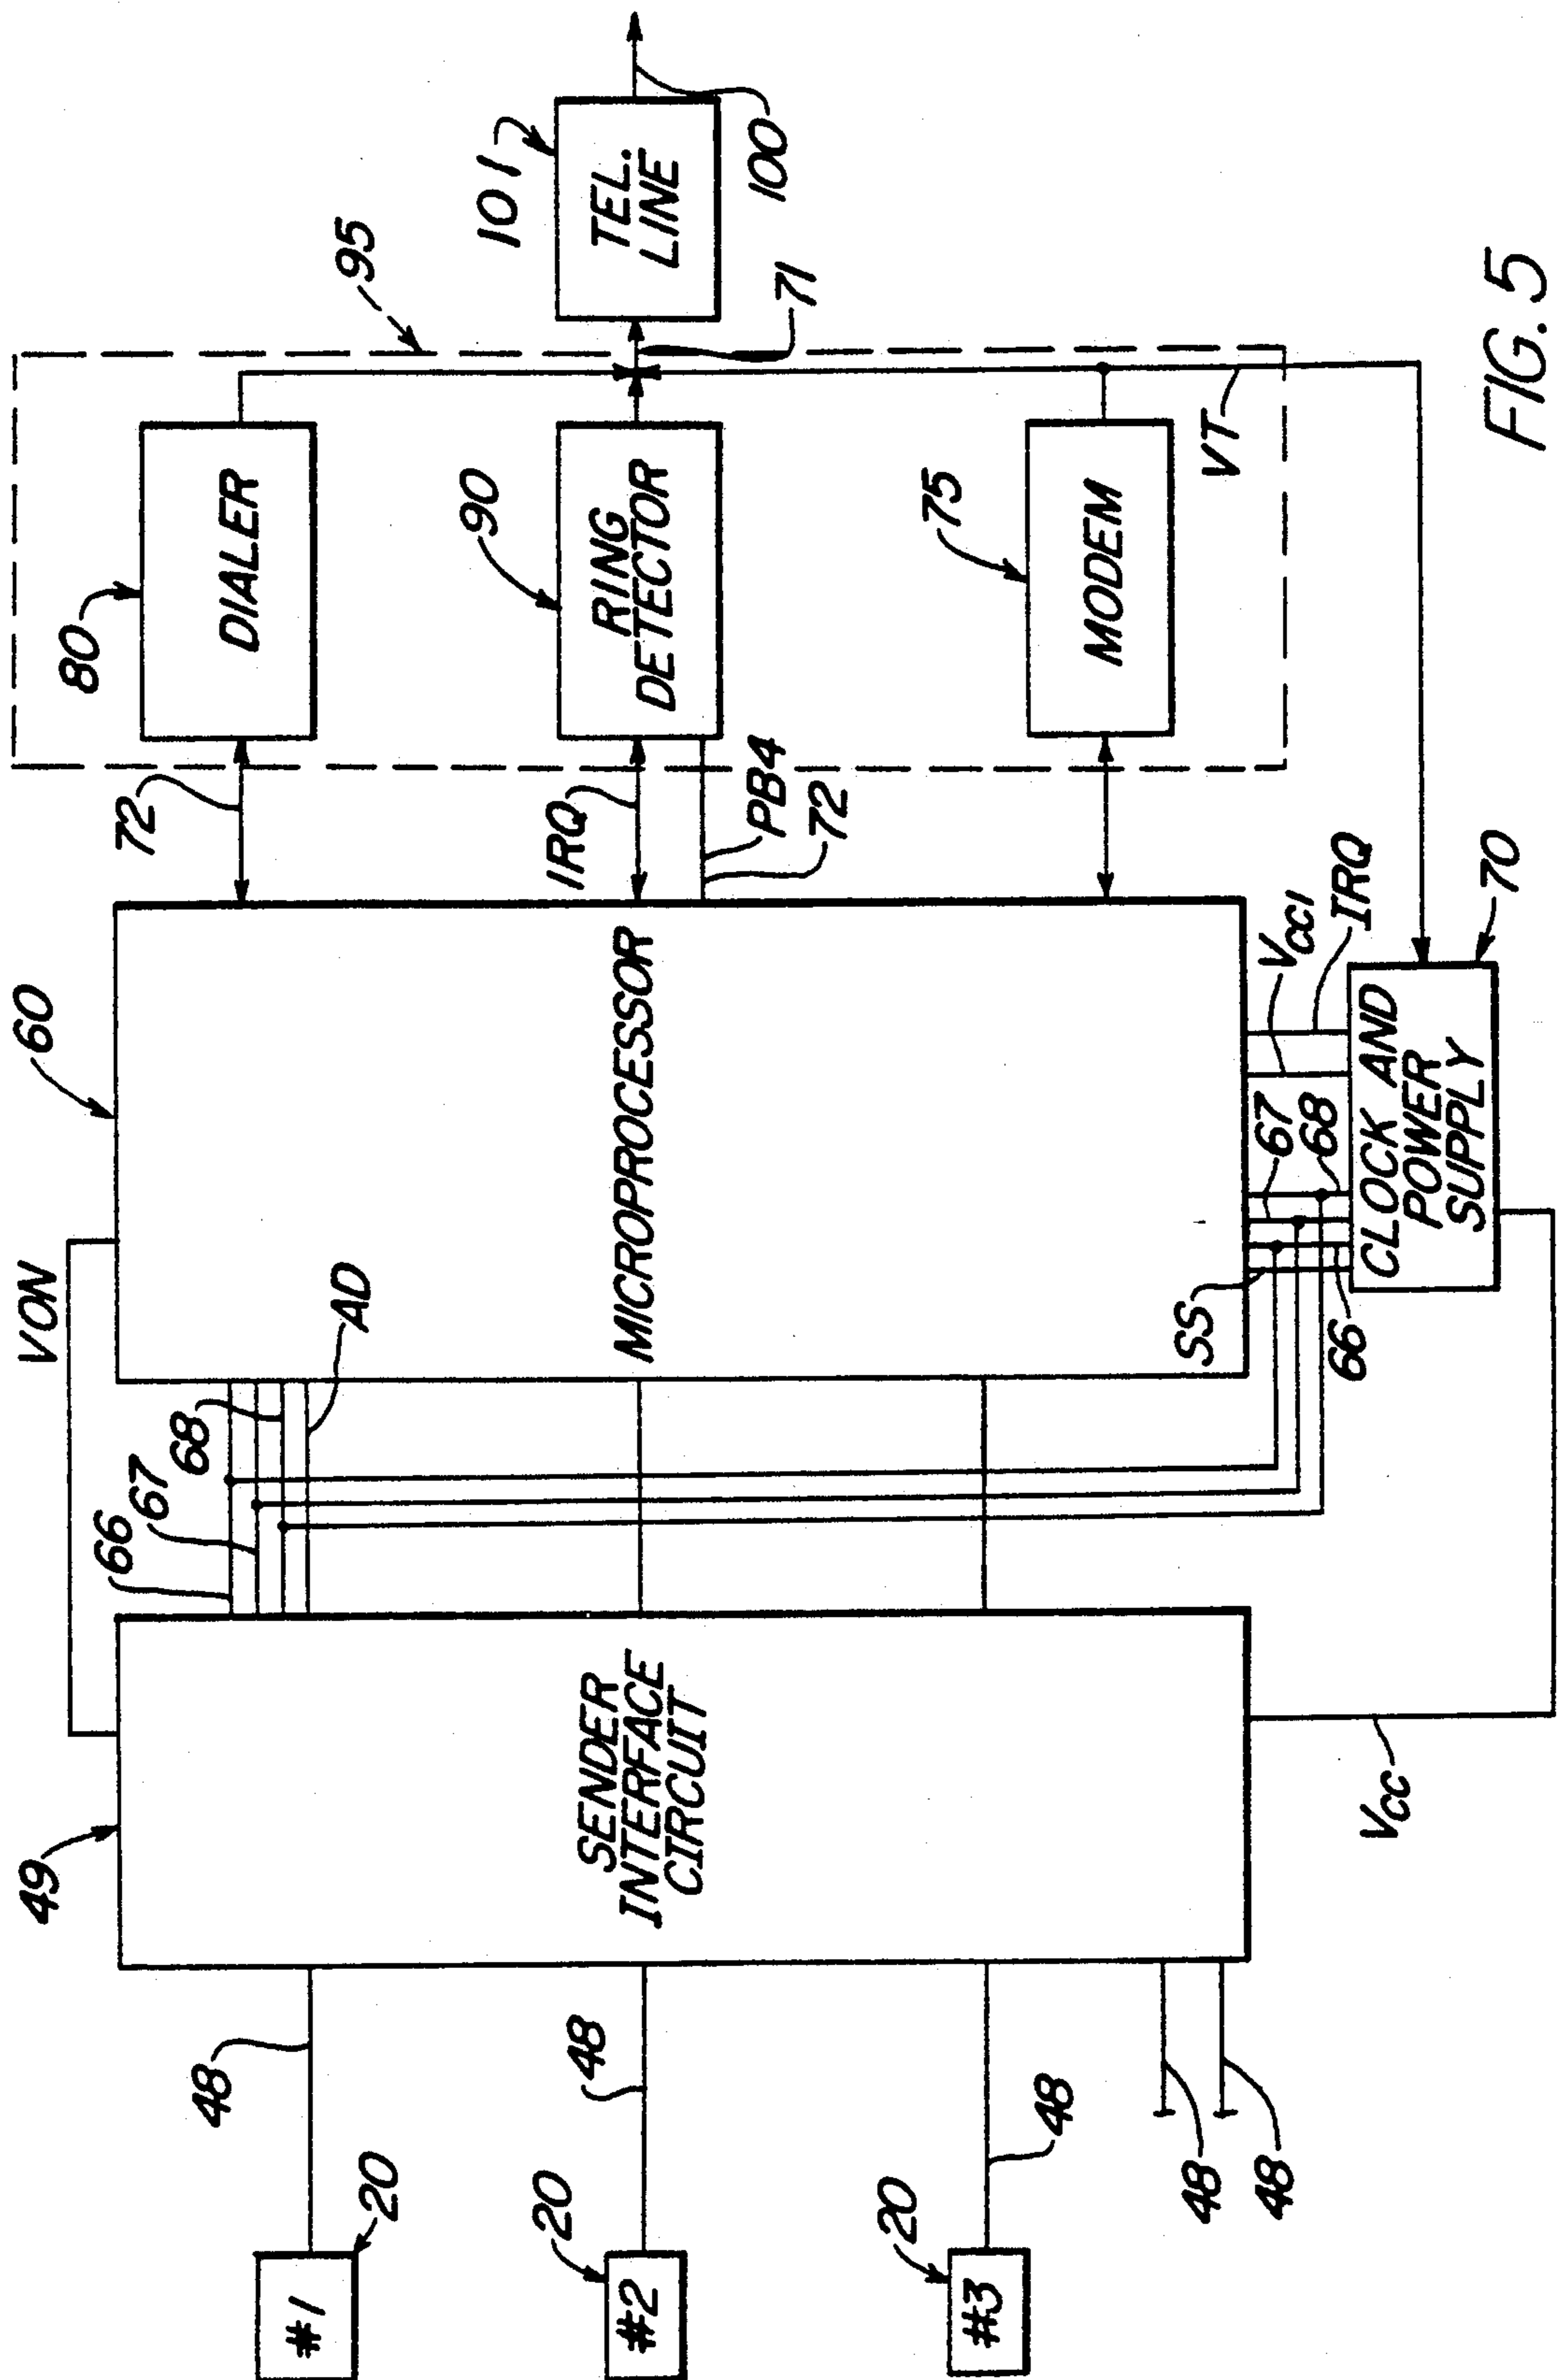 #1
20
48
#2
20
48
#3
20
48
48
48
49
SENDER
INTERFACE
CIRCUIT
VCC
VON
66
67
68
AD
60
MICROPROCESSOR
SS
66
67
68
VCC1
IRQ
CLOCK AND
POWER
SUPPLY
70
72
IRQ
PB4
72
80
DIALER
90
RING
DETECTOR
75
MODEM
VT
95
71
101
TEL.
LINE
100
FIG. 5